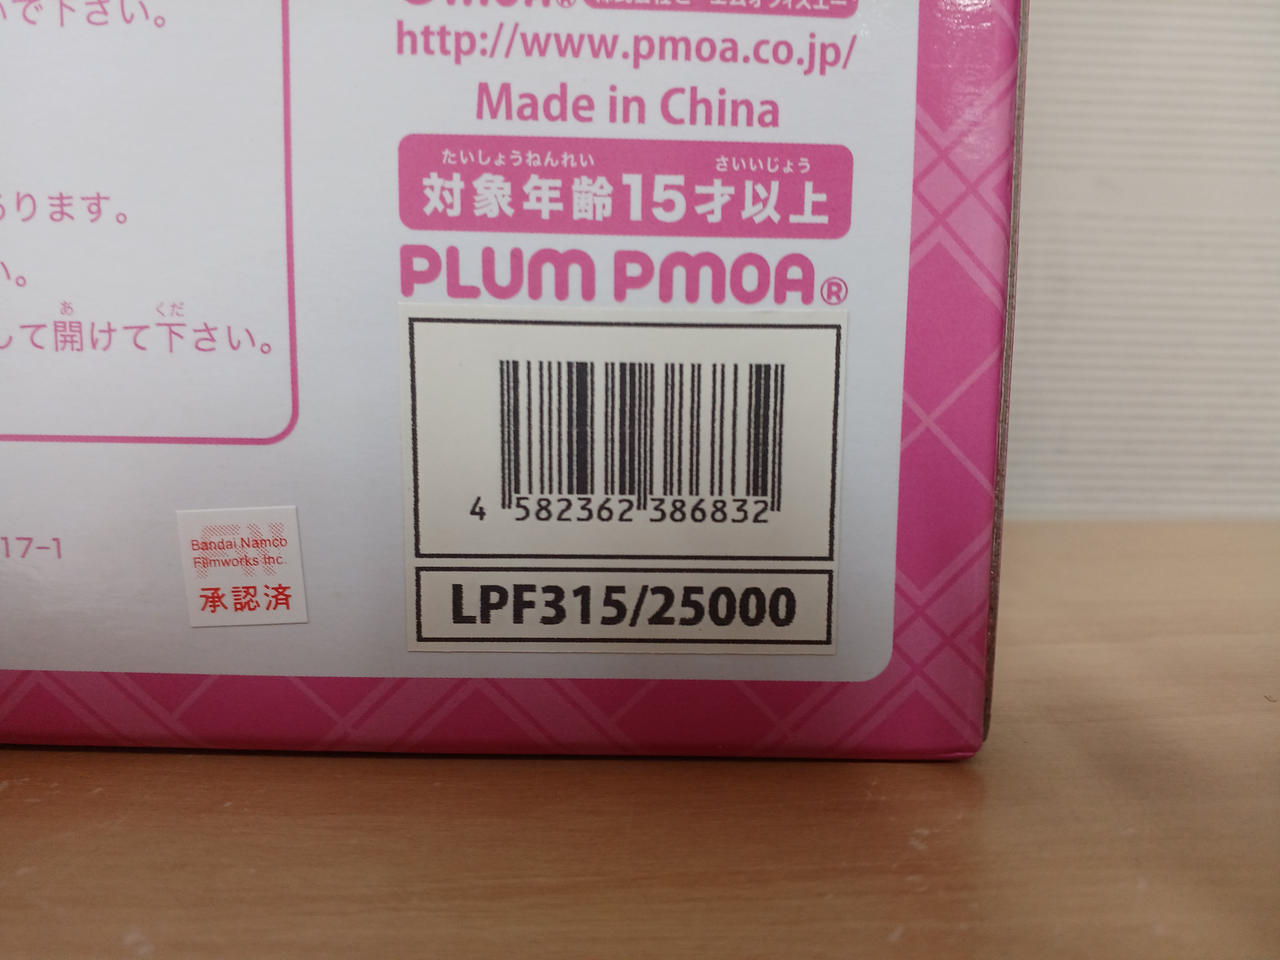 で下さい。
http://www.pmoa.co.jp/
Made in China
たいしょうねんれい さいいじょう
対象年齢15才以上
PLUM PMOA®
ります。
い。
あ くだ
して開けて下さい。
4 582362 386832
LPF315/25000
17-1
Bandai Namco
Filmworks Inc.
承認済